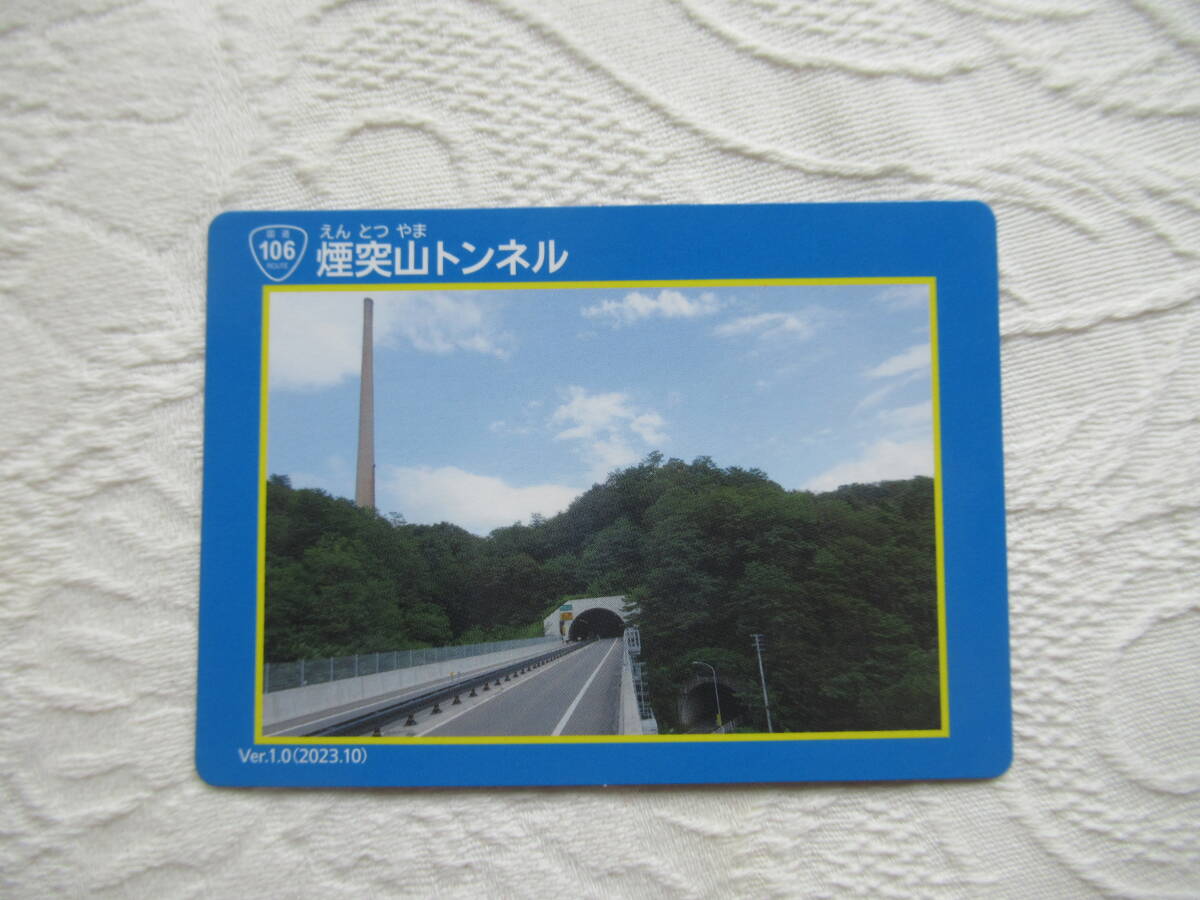 国道
106
ROUTE
えん とつ やま
煙突山トンネル
Ver.1.0(2023.10)